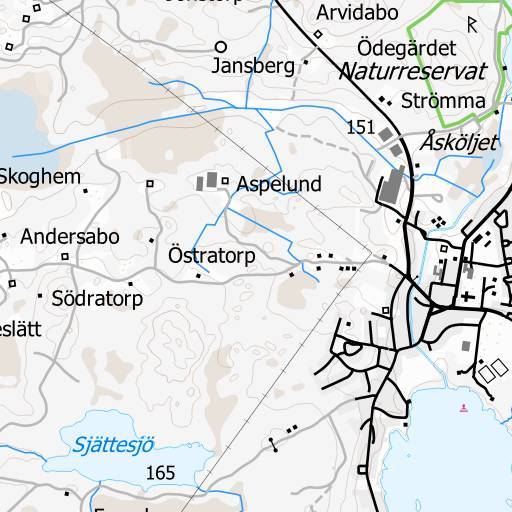 Arvidabo
Ödegärdet
Jansberg
Naturreservat
Strömma
151
Åsköljet
Skoghem
Aspelund
Andersabo
Östratorp
Södratorp
eslätt
Sjättesjö
165